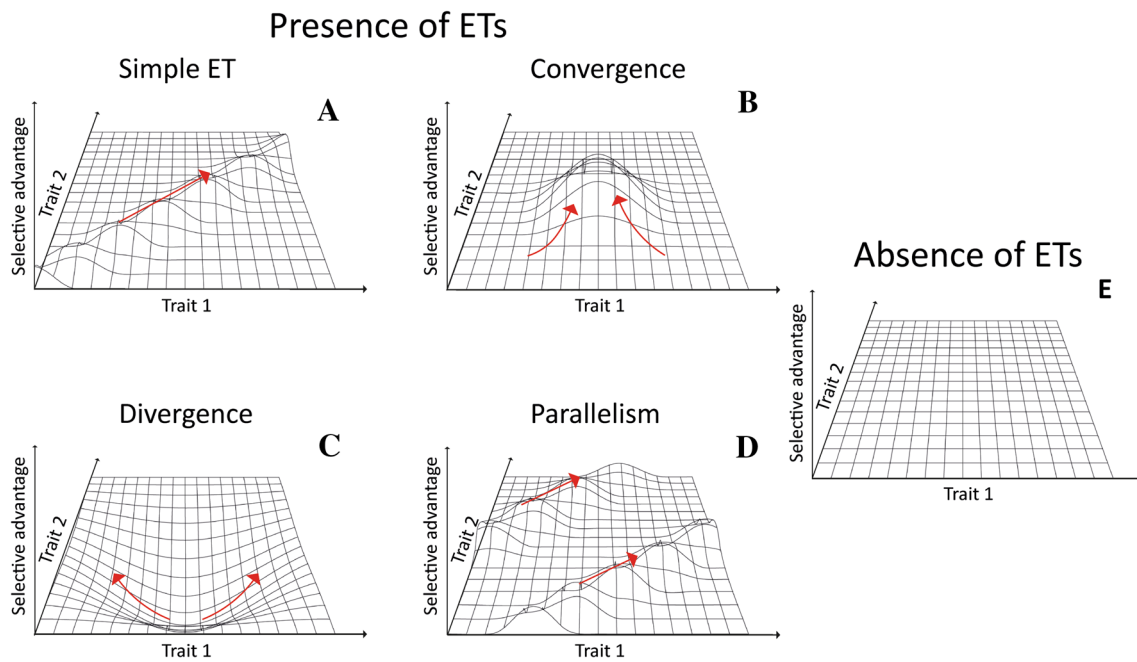 Presence of ETs
Simple ET
A
Selective advantage
Trait 2
Trait 1
Convergence
B
Selective advantage
Trait 2
Trait 1
Absence of ETs
E
Selective advantage
Trait 2
Trait 1
Divergence
C
Selective advantage
Trait 2
Trait 1
Parallelism
D
Selective advantage
Trait 2
Trait 1